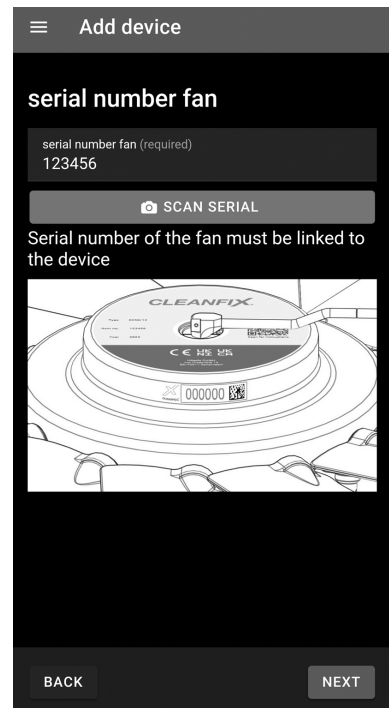 Add device
serial number fan
serial number fan (required)
123456
SCAN SERIAL
Serial number of the fan must be linked to
the device
CLEANFIX
000000
BACK
NEXT